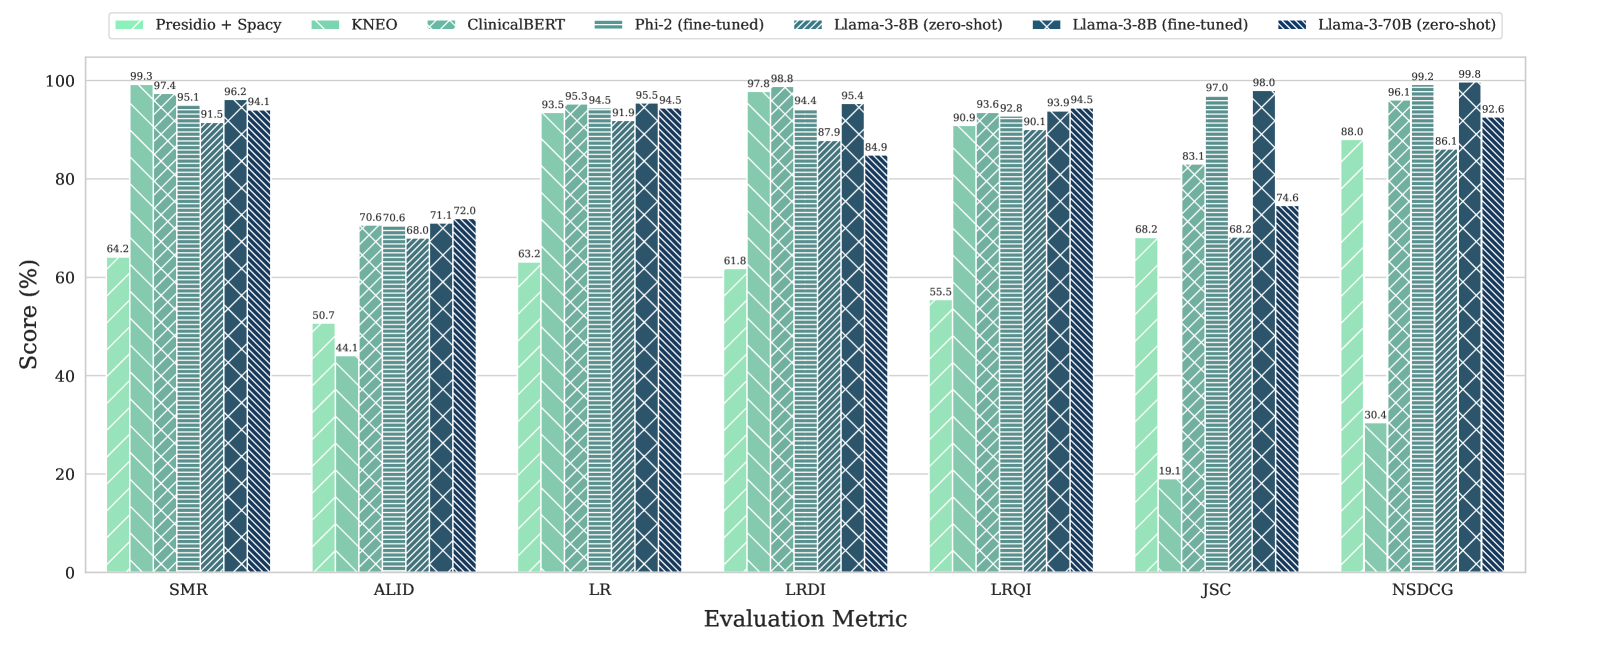 Presidio + Spacy KNEO ClinicalBERT Phi-2 (fine-tuned) Llama-3-8B (zero-shot) Llama-3-8B (fine-tuned) Llama-3-70B (zero-shot)
Score (%)
100
80
60
40
20
0
64.2 99.3 97.4 95.1 91.5 96.2 94.1
50.7 44.1 70.6 70.6 68.0 71.1 72.0
63.2 93.5 95.3 94.5 91.9 95.5 94.5
61.8 97.8 98.8 94.4 87.9 95.4 84.9
55.5 90.9 93.6 92.8 90.1 93.9 94.5
68.2 19.1 83.1 97.0 68.2 98.0 74.6
88.0 30.4 96.1 99.2 86.1 99.8 92.6
SMR ALID LR LRDI LRQI JSC NSDCG
Evaluation Metric